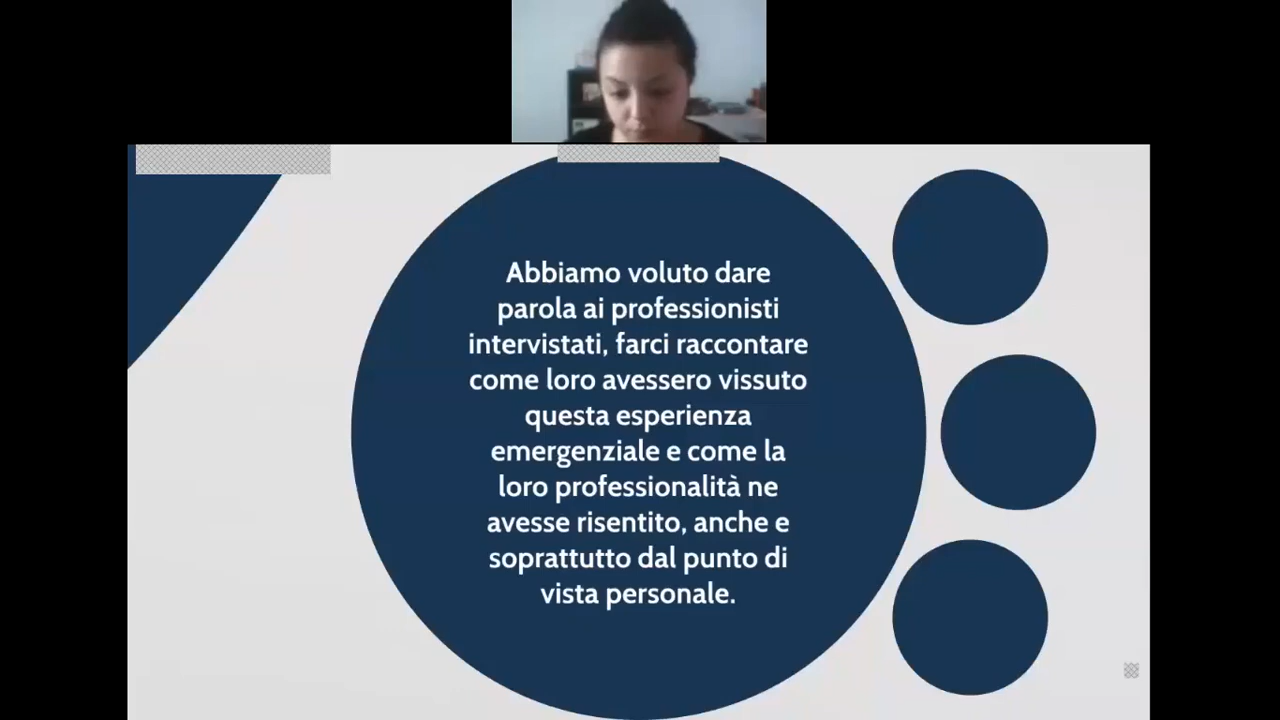 Abbiamo voluto dare
parola ai professionisti
intervistati, farci raccontare
come loro avessero vissuto
questa esperienza
emergenziale e come la
loro professionalità ne
avesse risentito, anche e
soprattutto dal punto di
vista personale.